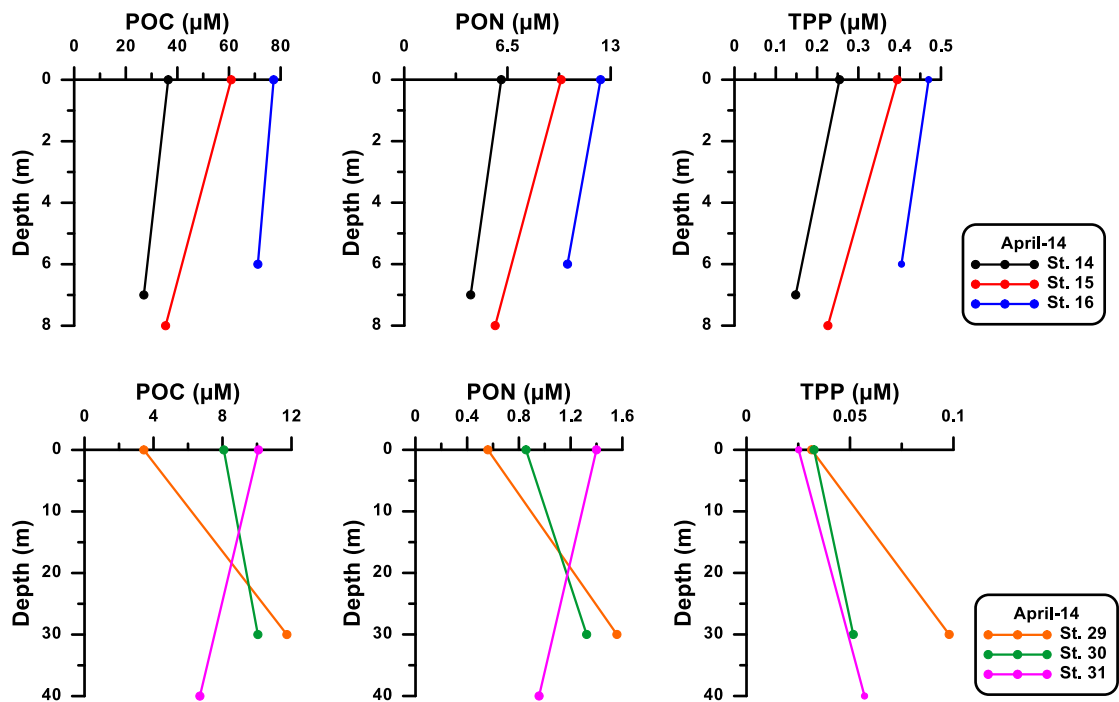 POC (µM)
0 20 40 60 80
0
2
4
6
8
Depth (m)
PON (µM)
0 6.5 13
0
2
4
6
8
Depth (m)
TPP (µM)
0 0.1 0.2 0.3 0.4 0.5
0
2
4
6
8
Depth (m)
April-14
St. 14
St. 15
St. 16
POC (µM)
0 4 8 12
0
10
20
30
40
Depth (m)
PON (µM)
0 0.4 0.8 1.2 1.6
0
10
20
30
40
Depth (m)
TPP (µM)
0 0.05 0.1
0
10
20
30
40
Depth (m)
April-14
St. 29
St. 30
St. 31